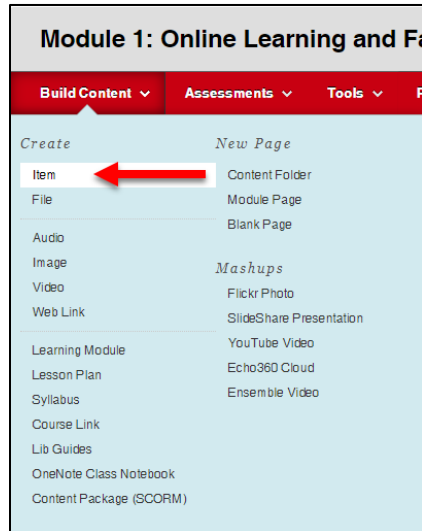 Module 1: Online Learning and Fa
Build Content Assessments Tools
Create
Item
File
Audio
Image
Video
Web Link
Learning Module
Lesson Plan
Syllabus
Course Link
Lib Guides
OneNote Class Notebook
Content Package (SCORM)
New Page
Content Folder
Module Page
Blank Page
Mashups
Flickr Photo
SlideShare Presentation
YouTube Video
Echo360 Cloud
Ensemble Video